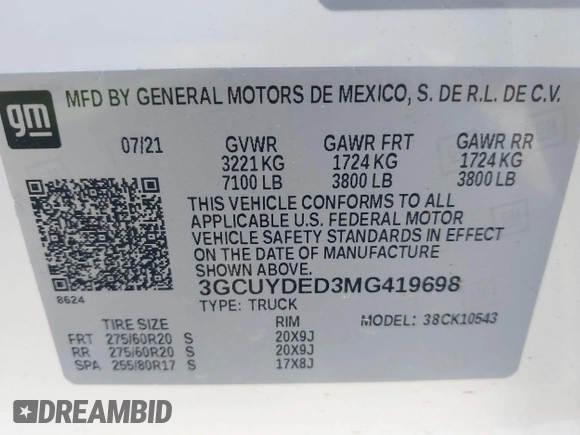 gm
MFD BY GENERAL MOTORS DE MEXICO, S. DE R.L. DE C.V.
07/21 GVWR GAWR FRT GAWR RR
3221 KG 1724 KG 1724 KG
7100 LB 3800 LB 3800 LB
THIS VEHICLE CONFORMS TO ALL
APPLICABLE U.S. FEDERAL MOTOR
VEHICLE SAFETY STANDARDS IN
EFFECT ON THE DATE OF MANUFACTURE
SHOWN ABOVE.
8624
3GCUYDED3MG419698
TYPE: TRUCK
MODEL: 38CK10543
TIRE SIZE RIM
FRT 275/60R20 S 20X9J
RR 275/60R20 S 20X9J
SPA 255/80R17 S 17X8J
DREAMBID